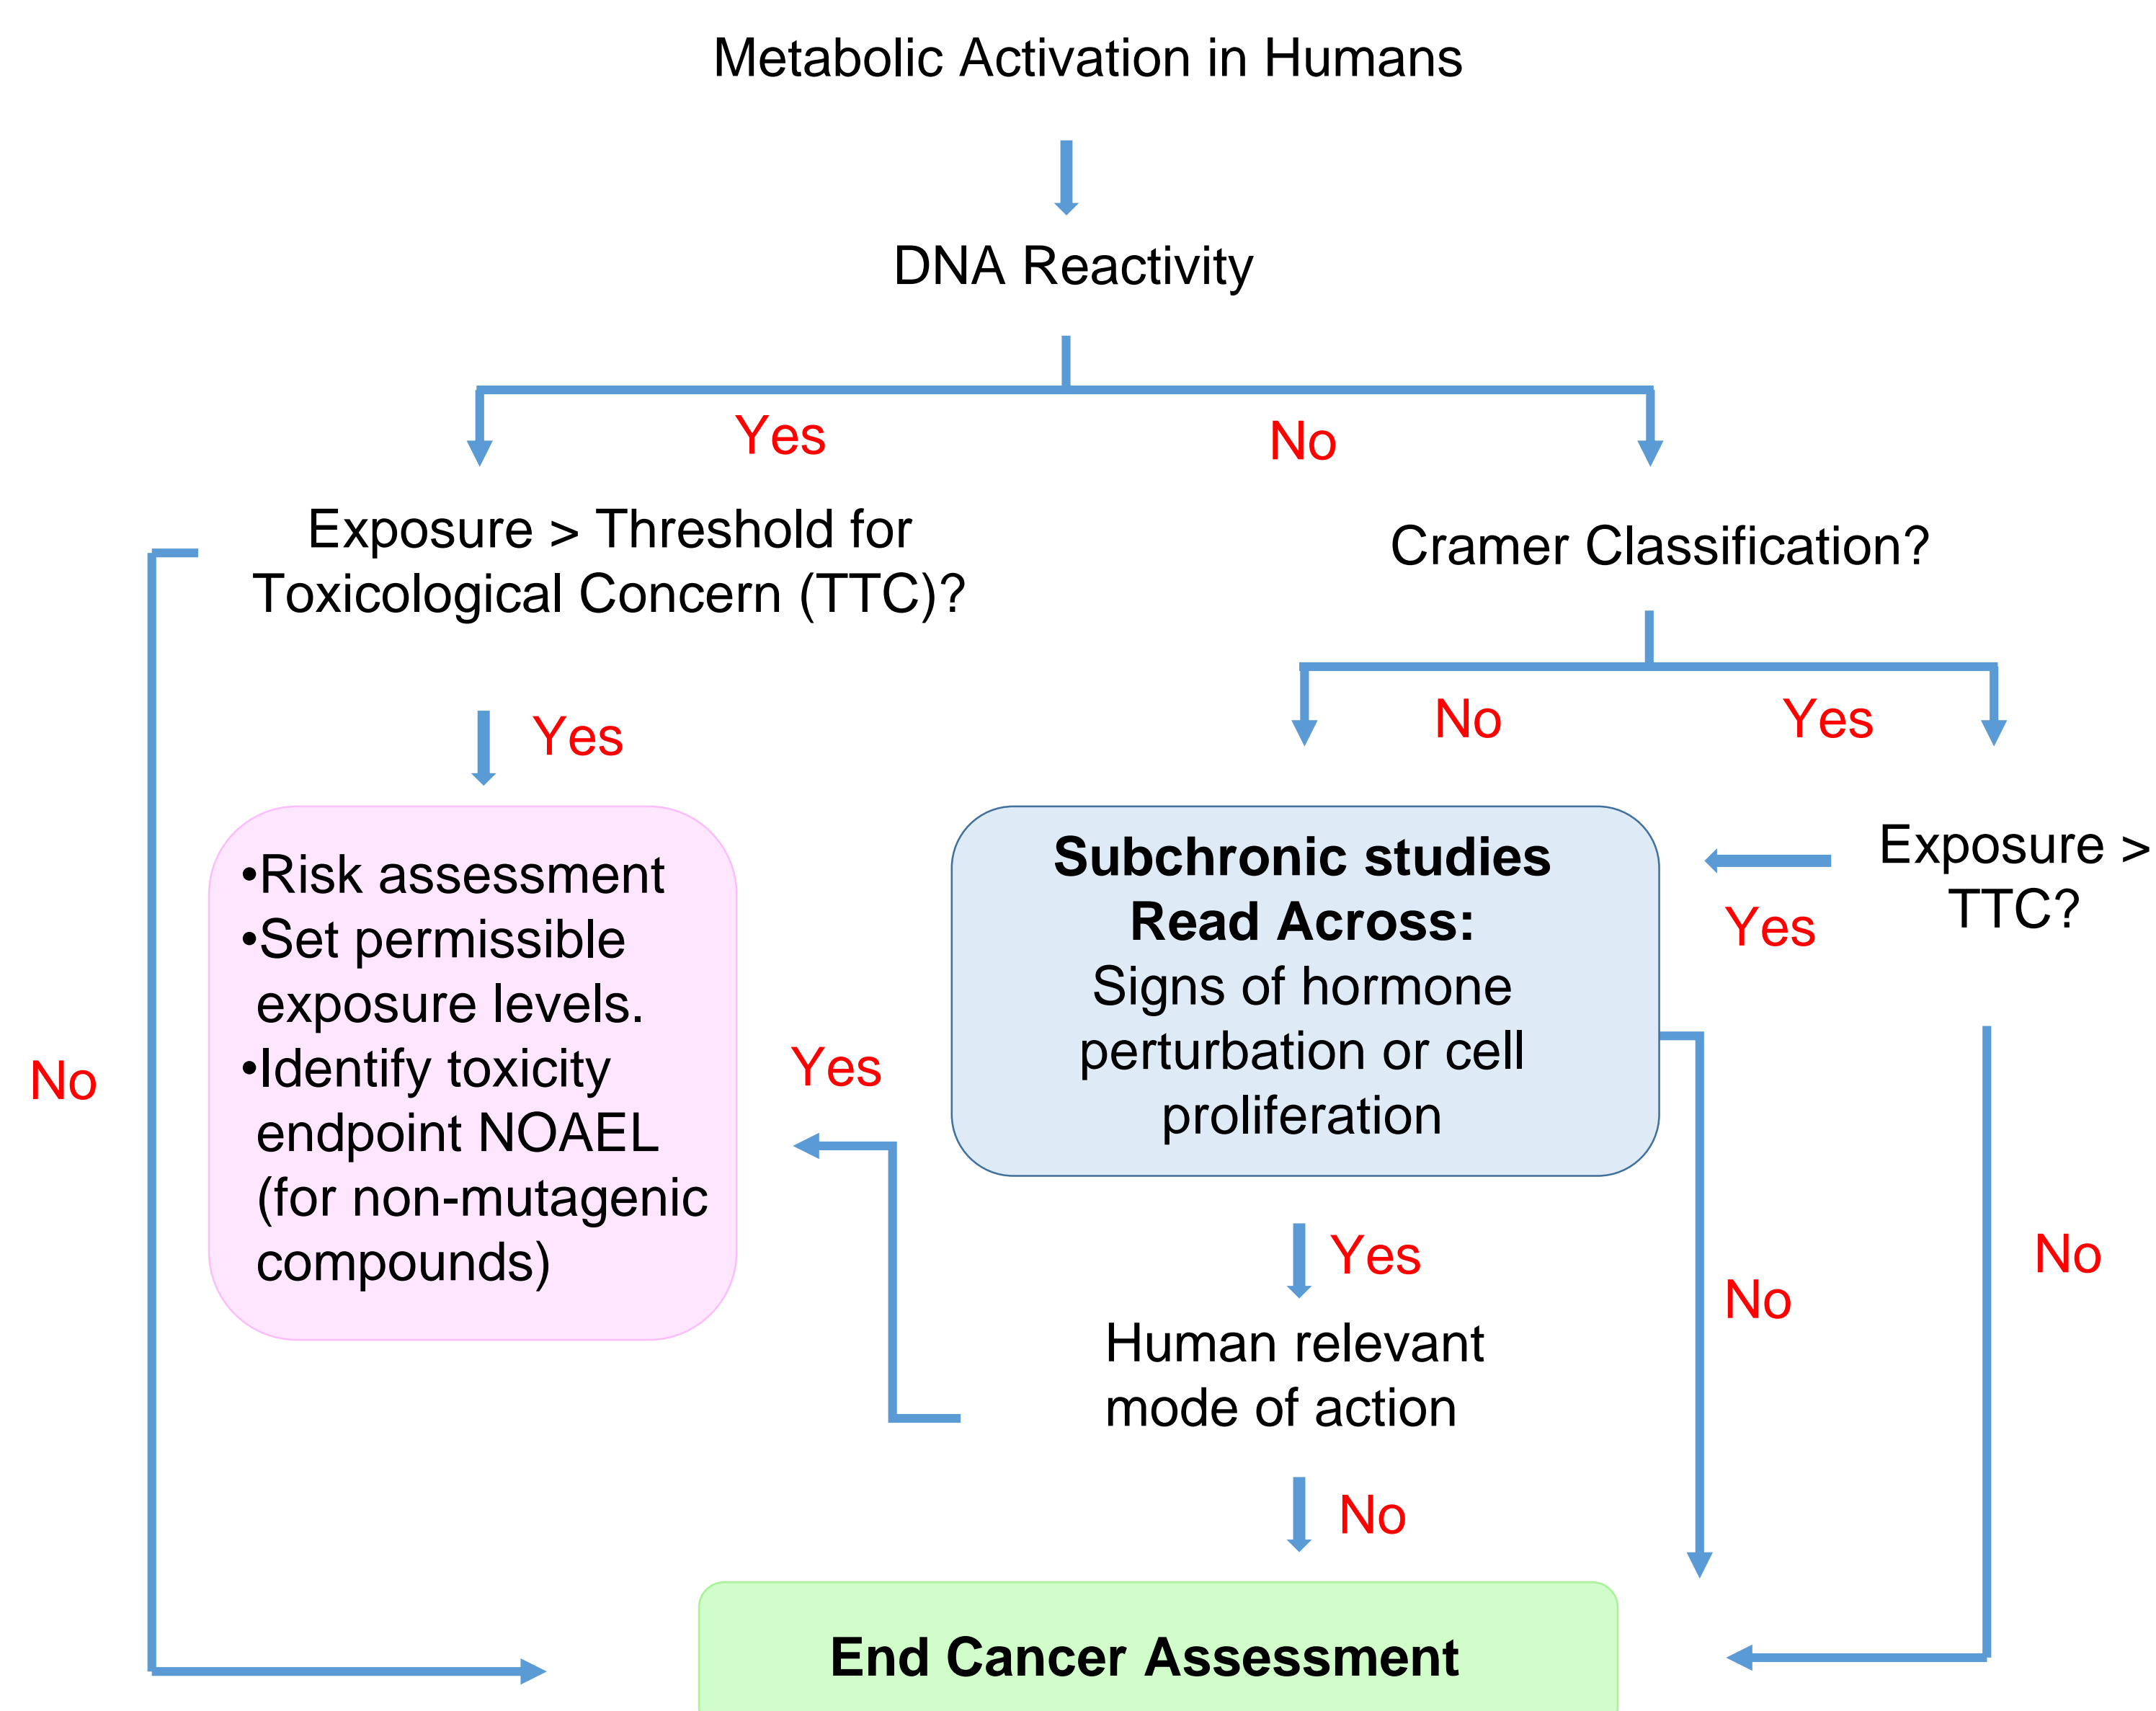 Metabolic Activation in Humans
DNA Reactivity
Yes
No
Exposure > Threshold for
Toxicological Concern (TTC)?
Cramer Classification?
No
Yes
Yes
•Risk assessment
•Set permissible
exposure levels.
•Identify toxicity
endpoint NOAEL
(for non-mutagenic
compounds)
Subchronic studies
Read Across:
Signs of hormone
perturbation or cell
proliferation
Exposure >
TTC?
Yes
No
Yes
Yes
No
No
Human relevant
mode of action
No
End Cancer Assessment